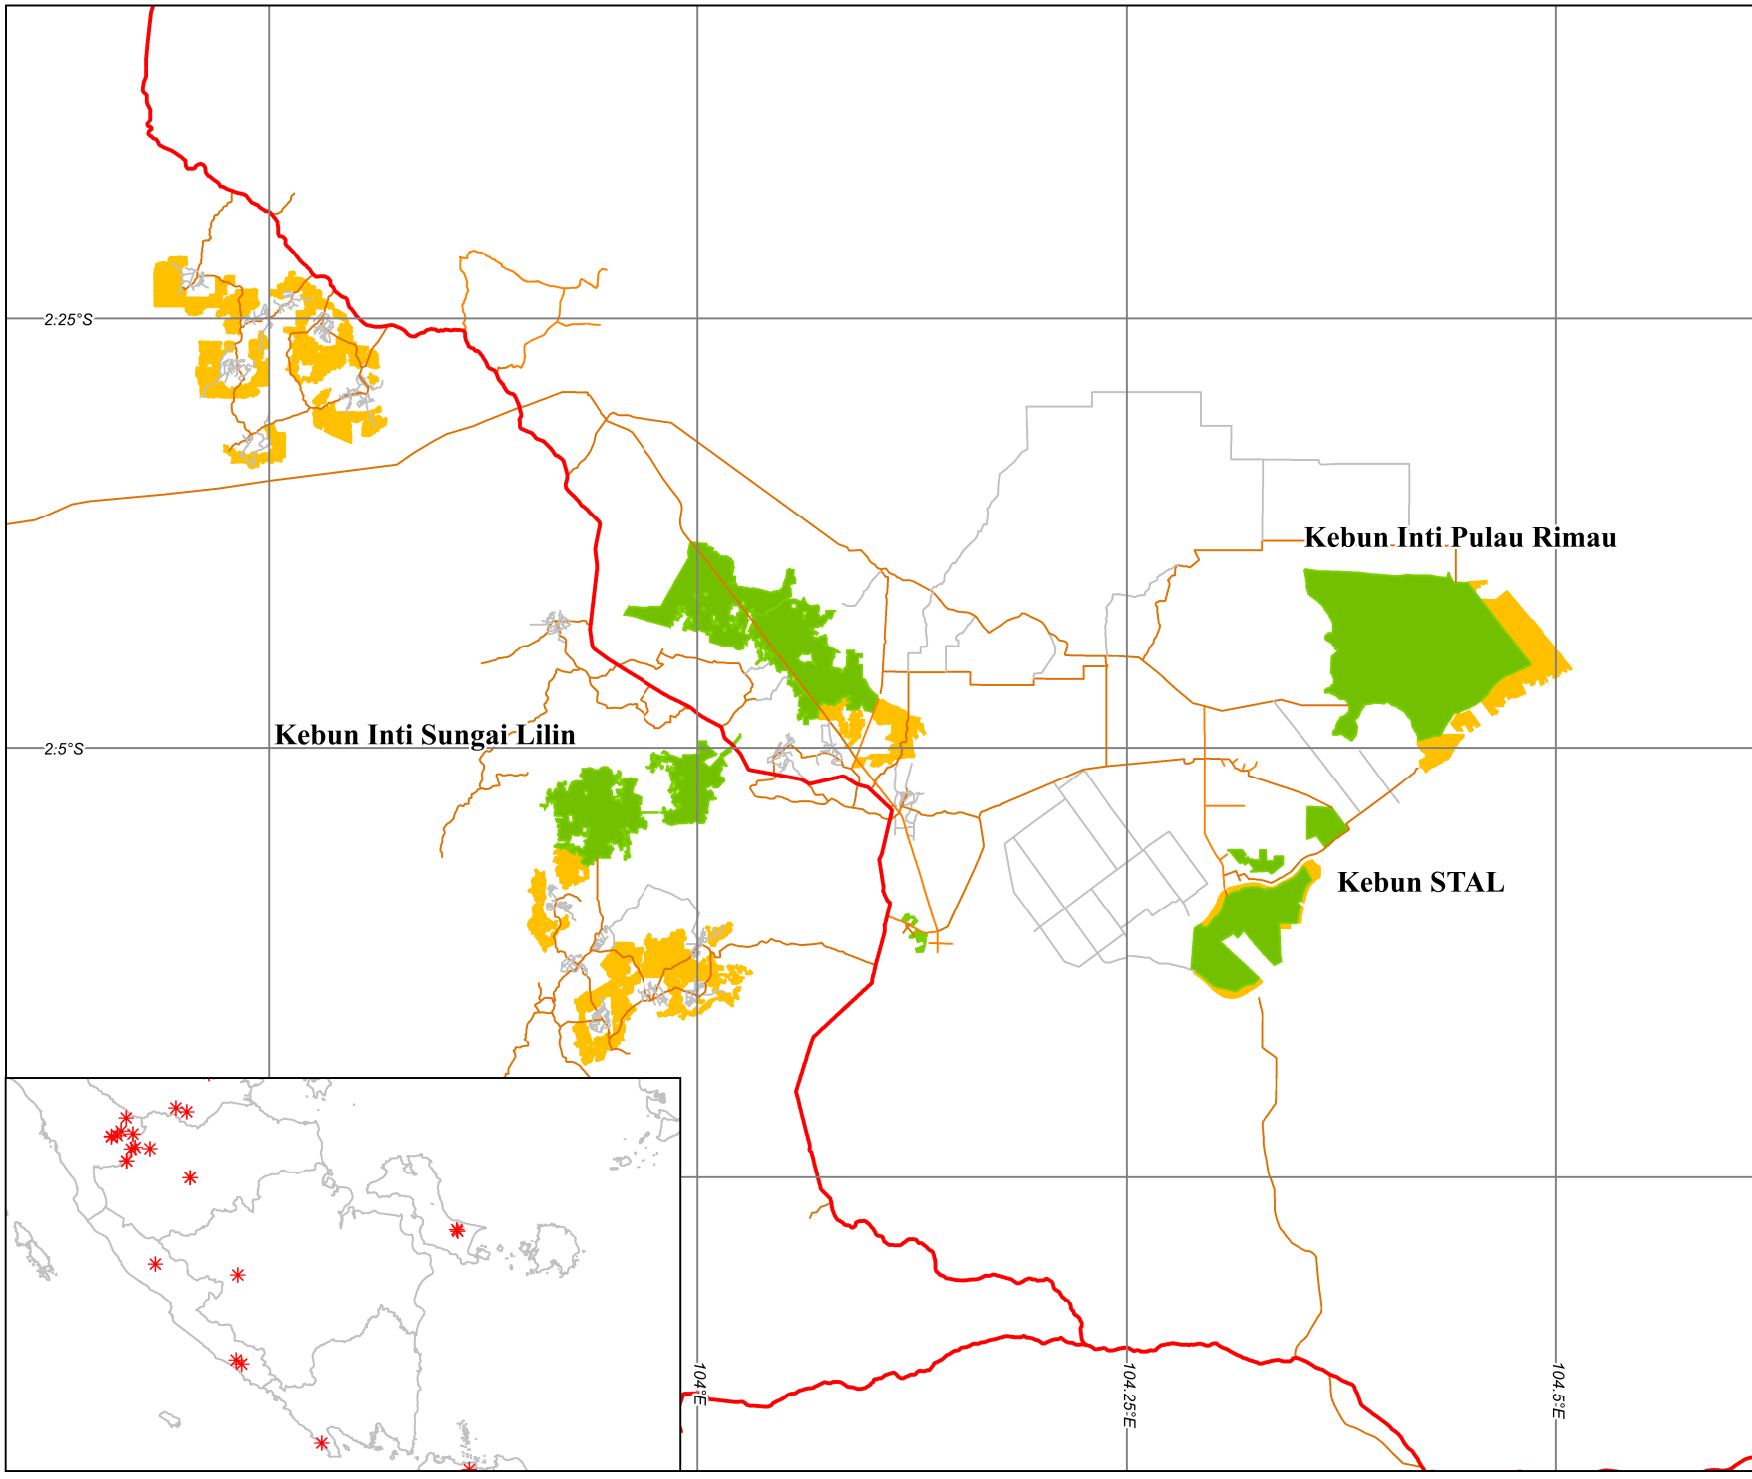 2.25°S
Kebun Inti Pulau Rimau
Kebun Inti Sungai Lilin
2.5°S
Kebun STAL
104°E
104.25°E
104.5°E